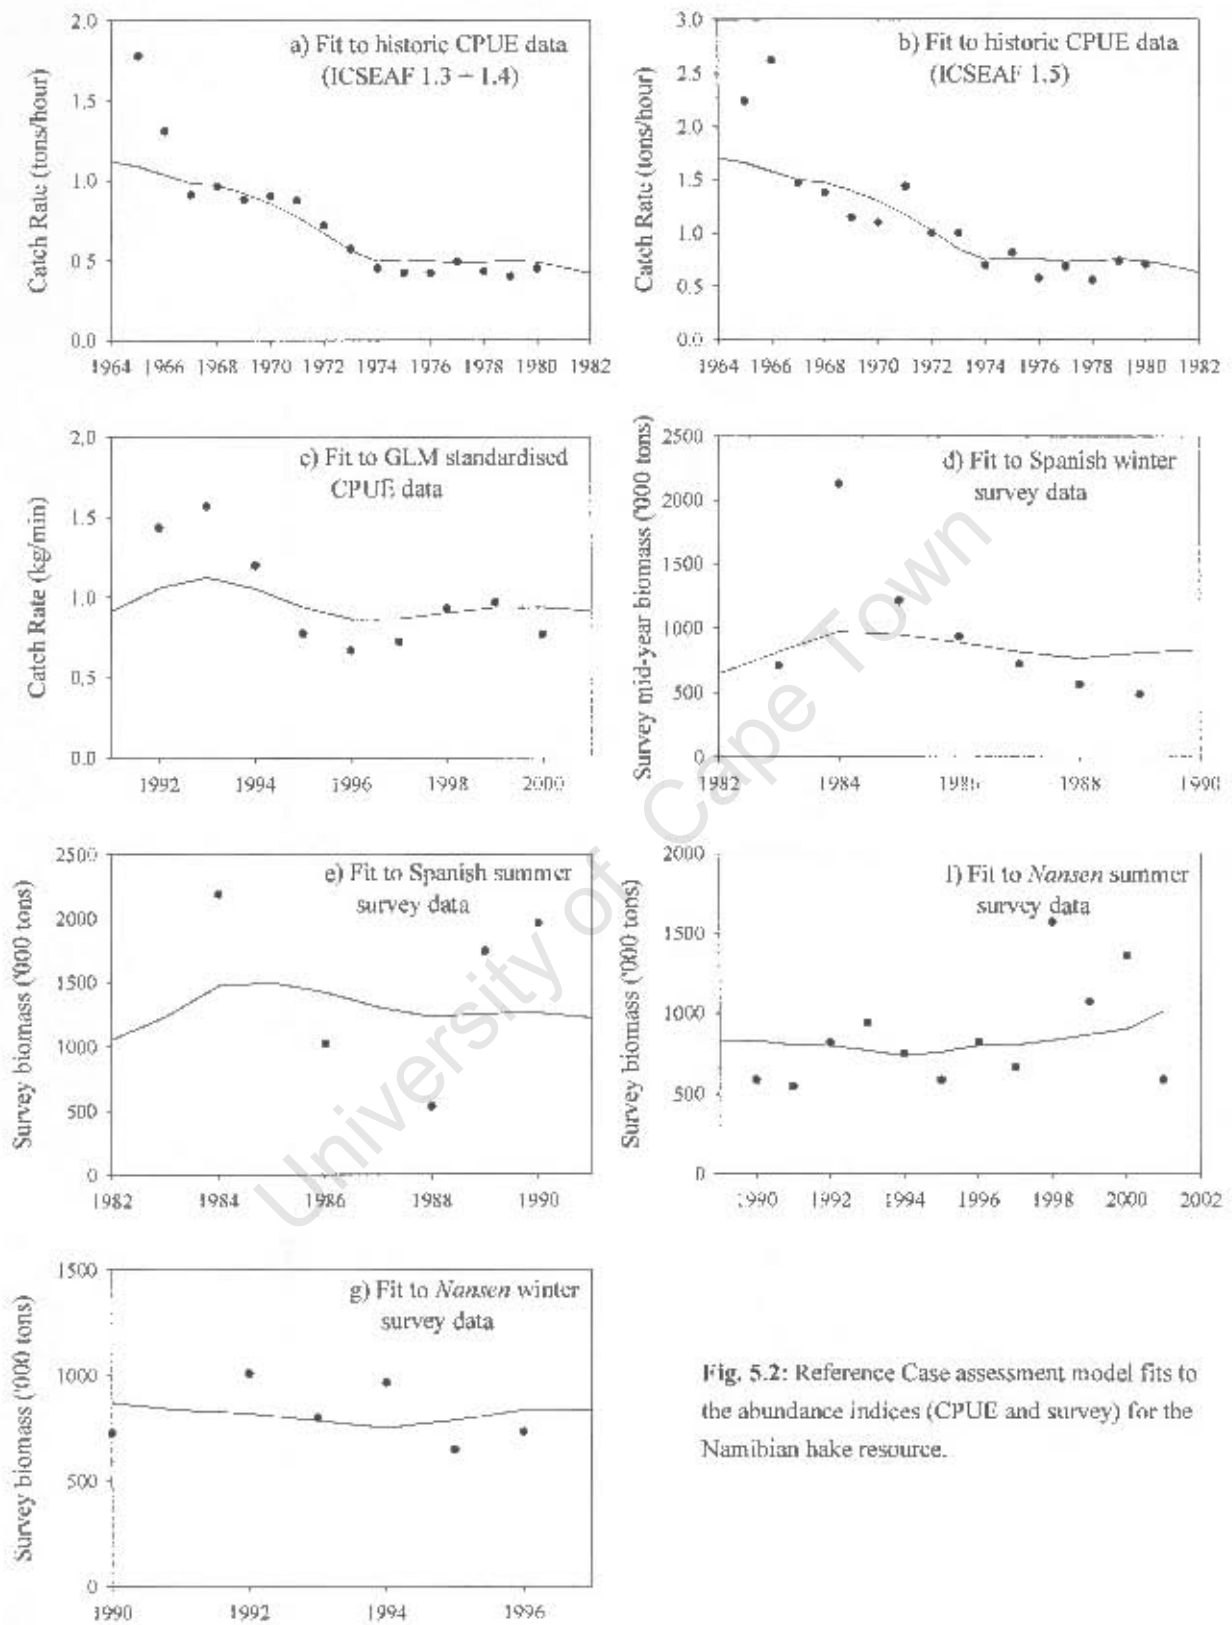 a) Fit to historic CPUE data
(ICSEAF 1.3 + 1.4)
Catch Rate (tons/hour)
2.0
1.5
1.0
0.5
0.0
1964 1966 1968 1970 1972 1974 1976 1978 1980 1982
b) Fit to historic CPUE data
(ICSEAF 1.5)
Catch Rate (tons/hour)
3.0
2.5
2.0
1.5
1.0
0.5
0.0
1964 1966 1968 1970 1972 1974 1976 1978 1980 1982
c) Fit to GLM standardised
CPUE data
Catch Rate (kg/min)
2.0
1.5
1.0
0.5
0.0
1992 1994 1996 1998 2000
d) Fit to Spanish winter
survey data
Survey mid-year biomass ('000 tons)
2500
2000
1500
1000
500
0
1982 1984 1986 1988 1990
e) Fit to Spanish summer
survey data
Survey biomass ('000 tons)
2500
2000
1500
1000
500
0
1982 1984 1986 1988 1990
f) Fit to Nansen summer
survey data
Survey biomass ('000 tons)
2000
1500
1000
500
0
1990 1992 1994 1996 1998 2000 2002
g) Fit to Nansen winter
survey data
Survey biomass ('000 tons)
1500
1000
500
0
1990 1992 1994 1996
Fig. 5.2: Reference Case assessment model fits to
the abundance indices (CPUE and survey) for the
Namibian hake resource.
University of Cape Town